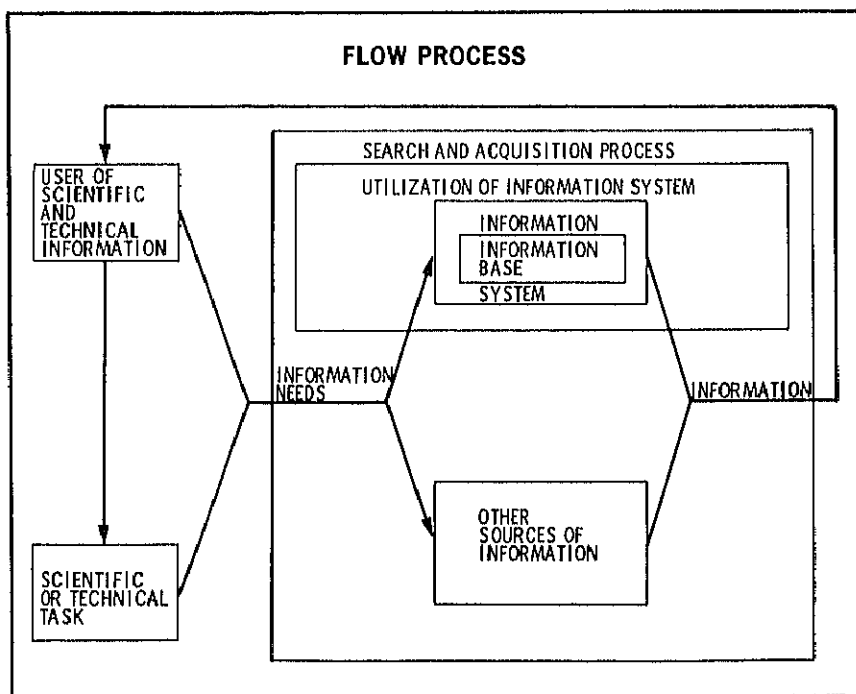 FLOW PROCESS
SEARCH AND ACQUISITION PROCESS
UTILIZATION OF INFORMATION SYSTEM
USER OF
SCIENTIFIC
AND
TECHNICAL
INFORMATION
INFORMATION
INFORMATION
BASE
SYSTEM
INFORMATION
NEEDS
INFORMATION
OTHER
SOURCES OF
INFORMATION
SCIENTIFIC
OR TECHNICAL
TASK